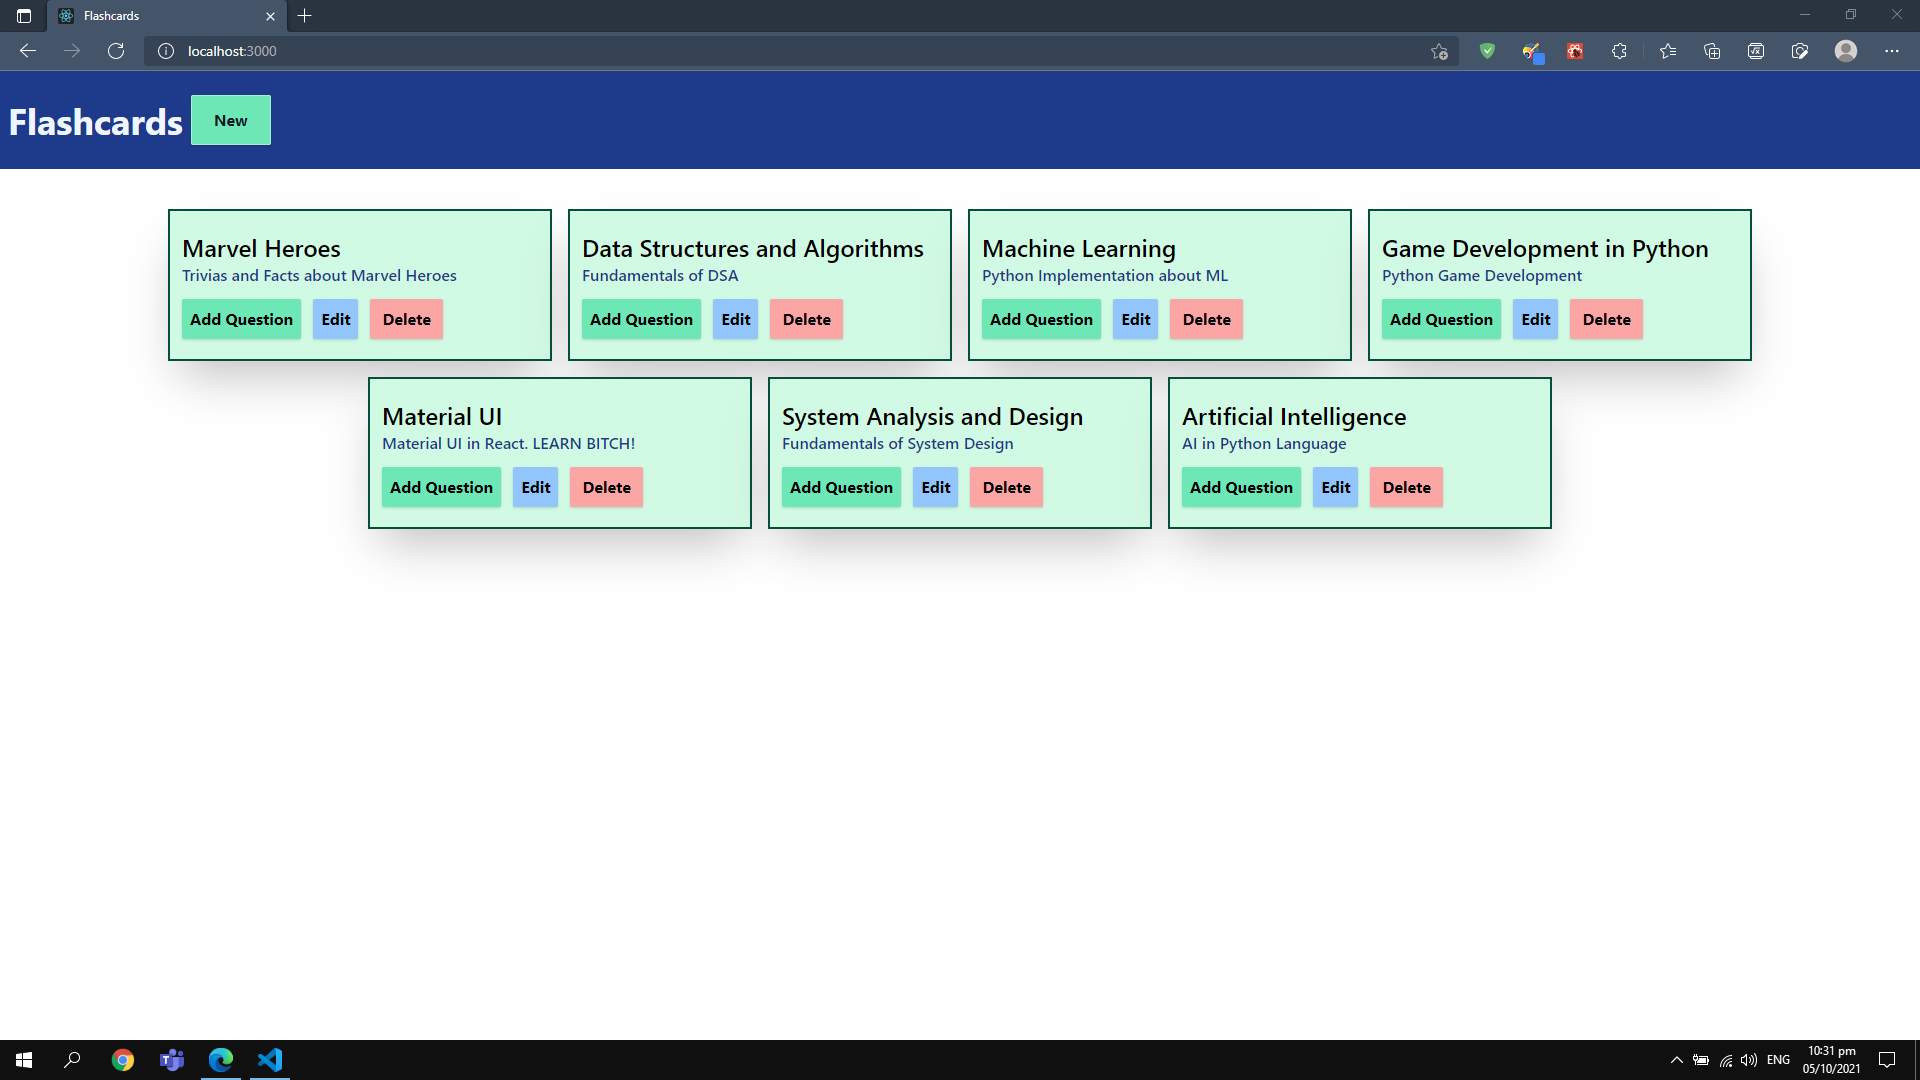 Flashcards
localhost:3000
Flashcards New
Marvel Heroes
Trivias and Facts about Marvel Heroes
Add Question Edit Delete
Data Structures and Algorithms
Fundamentals of DSA
Add Question Edit Delete
Machine Learning
Python Implementation about ML
Add Question Edit Delete
Game Development in Python
Python Game Development
Add Question Edit Delete
Material UI
Material UI in React. LEARN BITCH!
Add Question Edit Delete
System Analysis and Design
Fundamentals of System Design
Add Question Edit Delete
Artificial Intelligence
AI in Python Language
Add Question Edit Delete
ENG
10:31 pm
05/10/2021